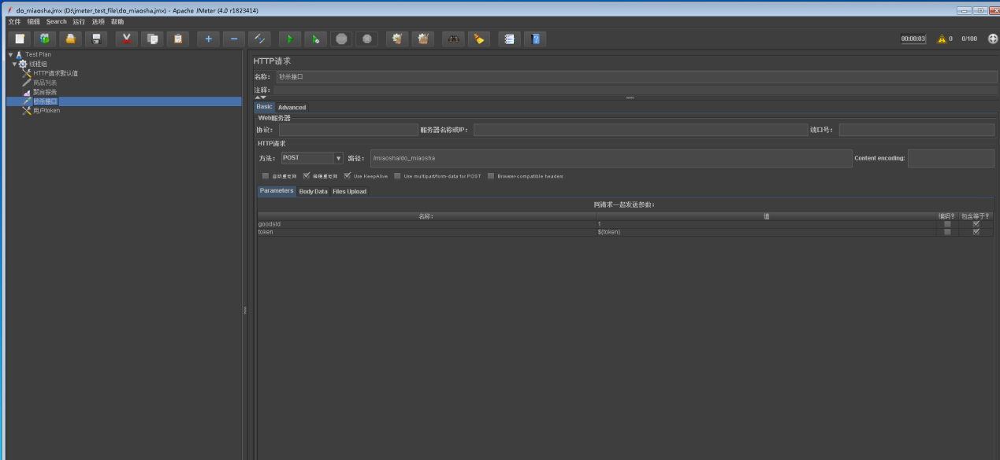 do_miaosha.jmx (D:\jmeter_test_file\do_miaosha.jmx) - Apache JMeter (4.0 r1823414)
文件 编辑 Search 运行 选项 帮助
00:00:03 0 0/100
Test Plan
线程组
HTTP请求默认值
商品列表
聚合报告
秒杀接口
用户token
HTTP请求
名称: 秒杀接口
注释:
Basic Advanced
Web服务器
协议: 服务器名称或IP: 端口号:
HTTP请求
方法: POST 路径: /miaosha/do_miaosha Content encoding:
自动重定向 跟随重定向 Use KeepAlive Use multipart/form-data for POST Browser-compatible headers
Parameters Body Data Files Upload
同请求一起发送参数:
名称: 值 编码? 包含等于?
goodsId 1
token ${token}